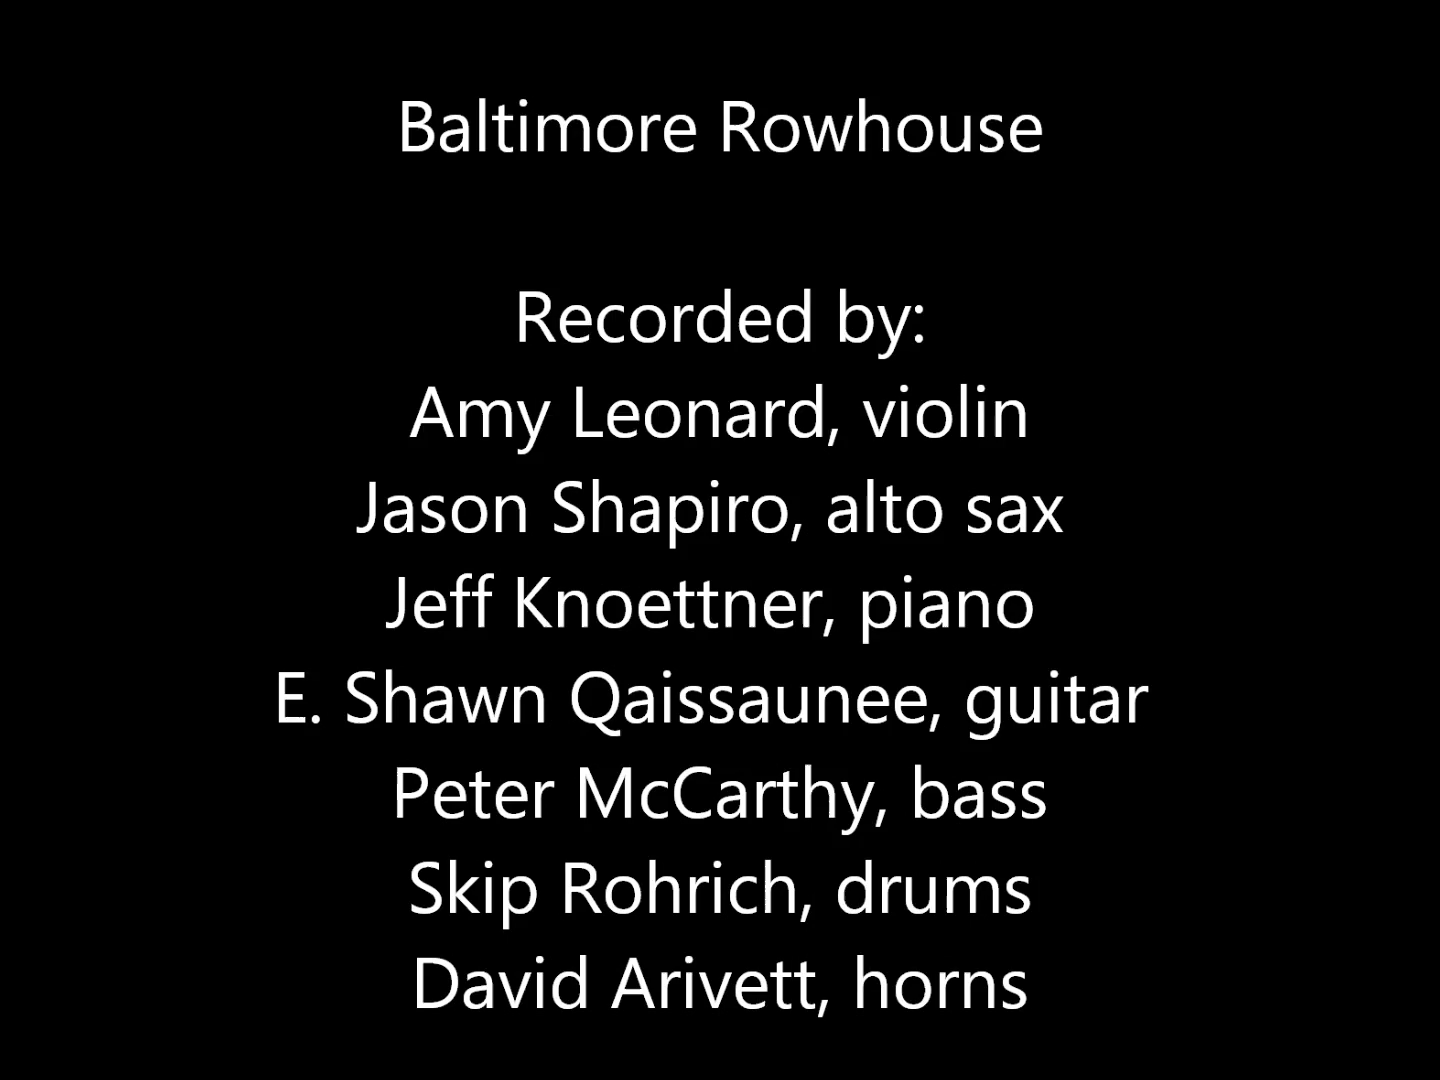 Baltimore Rowhouse
Recorded by:
Amy Leonard, violin
Jason Shapiro, alto sax
Jeff Knoettner, piano
E. Shawn Qaissaunee, guitar
Peter McCarthy, bass
Skip Rohrich, drums
David Arivett, horns